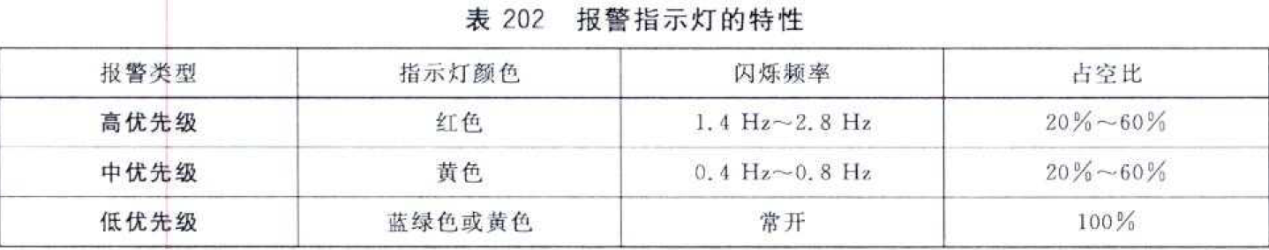 表 202 报警指示灯的特性
报警类型 指示灯颜色 闪烁频率 占空比
高优先级 红色 1.4 Hz~2.8 Hz 20%~60%
中优先级 黄色 0.4 Hz~0.8 Hz 20%~60%
低优先级 蓝绿色或黄色 常开 100%